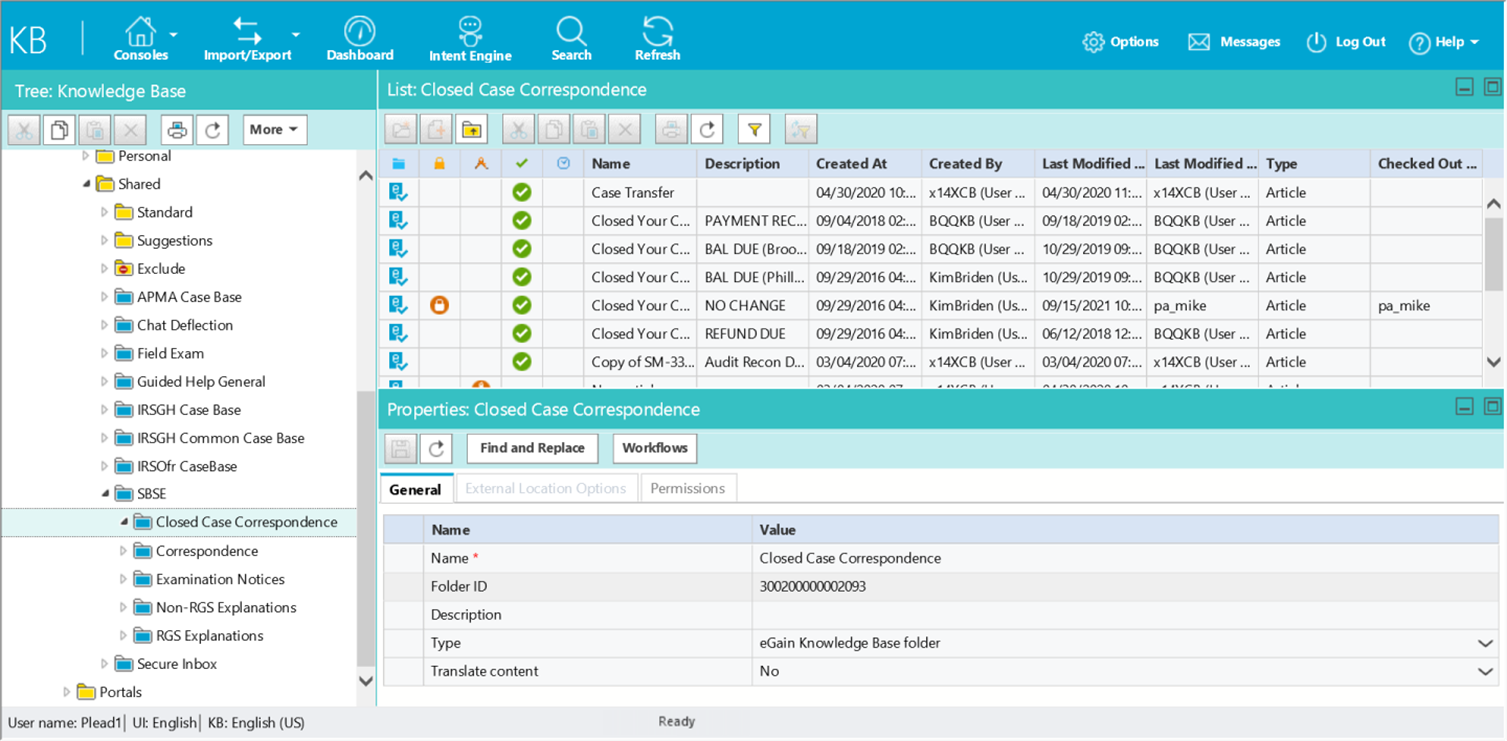 KB Consoles Import/Export Dashboard Intent Engine Search Refresh Options Messages Log Out Help
Tree: Knowledge Base
More
Personal
Shared
Standard
Suggestions
Exclude
APMA Case Base
Chat Deflection
Field Exam
Guided Help General
IRSGH Case Base
IRSGH Common Case Base
IRSOfr CaseBase
SBSE
Closed Case Correspondence
Correspondence
Examination Notices
Non-RGS Explanations
RGS Explanations
Secure Inbox
Portals
List: Closed Case Correspondence
Name Description Created At Created By Last Modified ... Last Modified ... Type Checked Out ...
Case Transfer 04/30/2020 10:... x14XCB (User ... 04/30/2020 11:... x14XCB (User ... Article
Closed Your C... PAYMENT REC... 09/04/2018 02:... BQQKB (User ... 09/18/2019 02:... BQQKB (User ... Article
Closed Your C... BAL DUE (Broo... 09/18/2019 02:... BQQKB (User ... 10/29/2019 09:... BQQKB (User ... Article
Closed Your C... BAL DUE (Phill... 09/29/2016 04:... KimBriden (Us... 10/29/2019 09:... BQQKB (User ... Article
Closed Your C... NO CHANGE 09/29/2016 04:... KimBriden (Us... 09/15/2021 10:... pa_mike Article pa_mike
Closed Your C... REFUND DUE 09/29/2016 04:... KimBriden (Us... 06/12/2018 12:... BQQKB (User ... Article
Copy of SM-33... Audit Recon D... 03/04/2020 07:... x14XCB (User ... 03/04/2020 07:... x14XCB (User ... Article
Properties: Closed Case Correspondence
Find and Replace Workflows
General External Location Options Permissions
Name Value
Name * Closed Case Correspondence
Folder ID 300200000002093
Description
Type eGain Knowledge Base folder
Translate content No
User name: Plead1| UI: English| KB: English (US) Ready